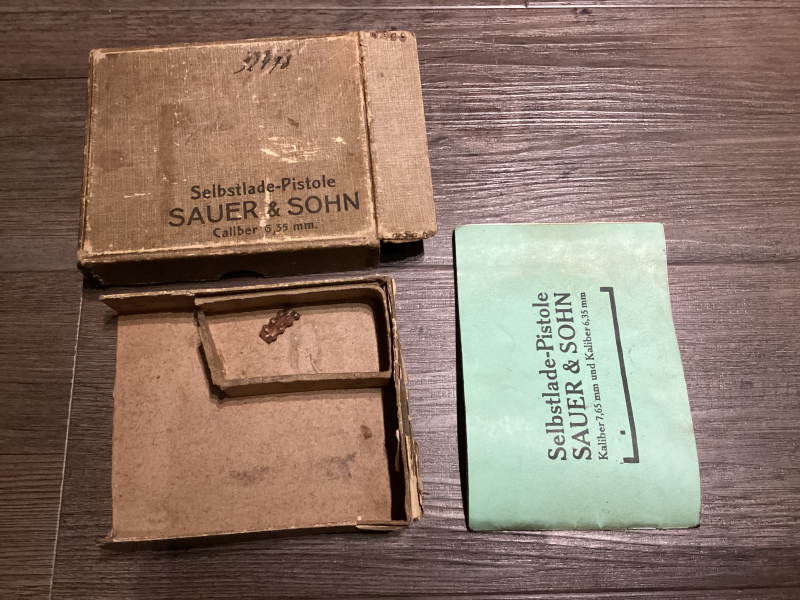 Selbstlade-Pistole
SAUER & SOHN
Caliber 6,35 mm.
Selbstlade-Pistole
SAUER & SOHN
Kaliber 7,65 mm und Kaliber 6,35 mm